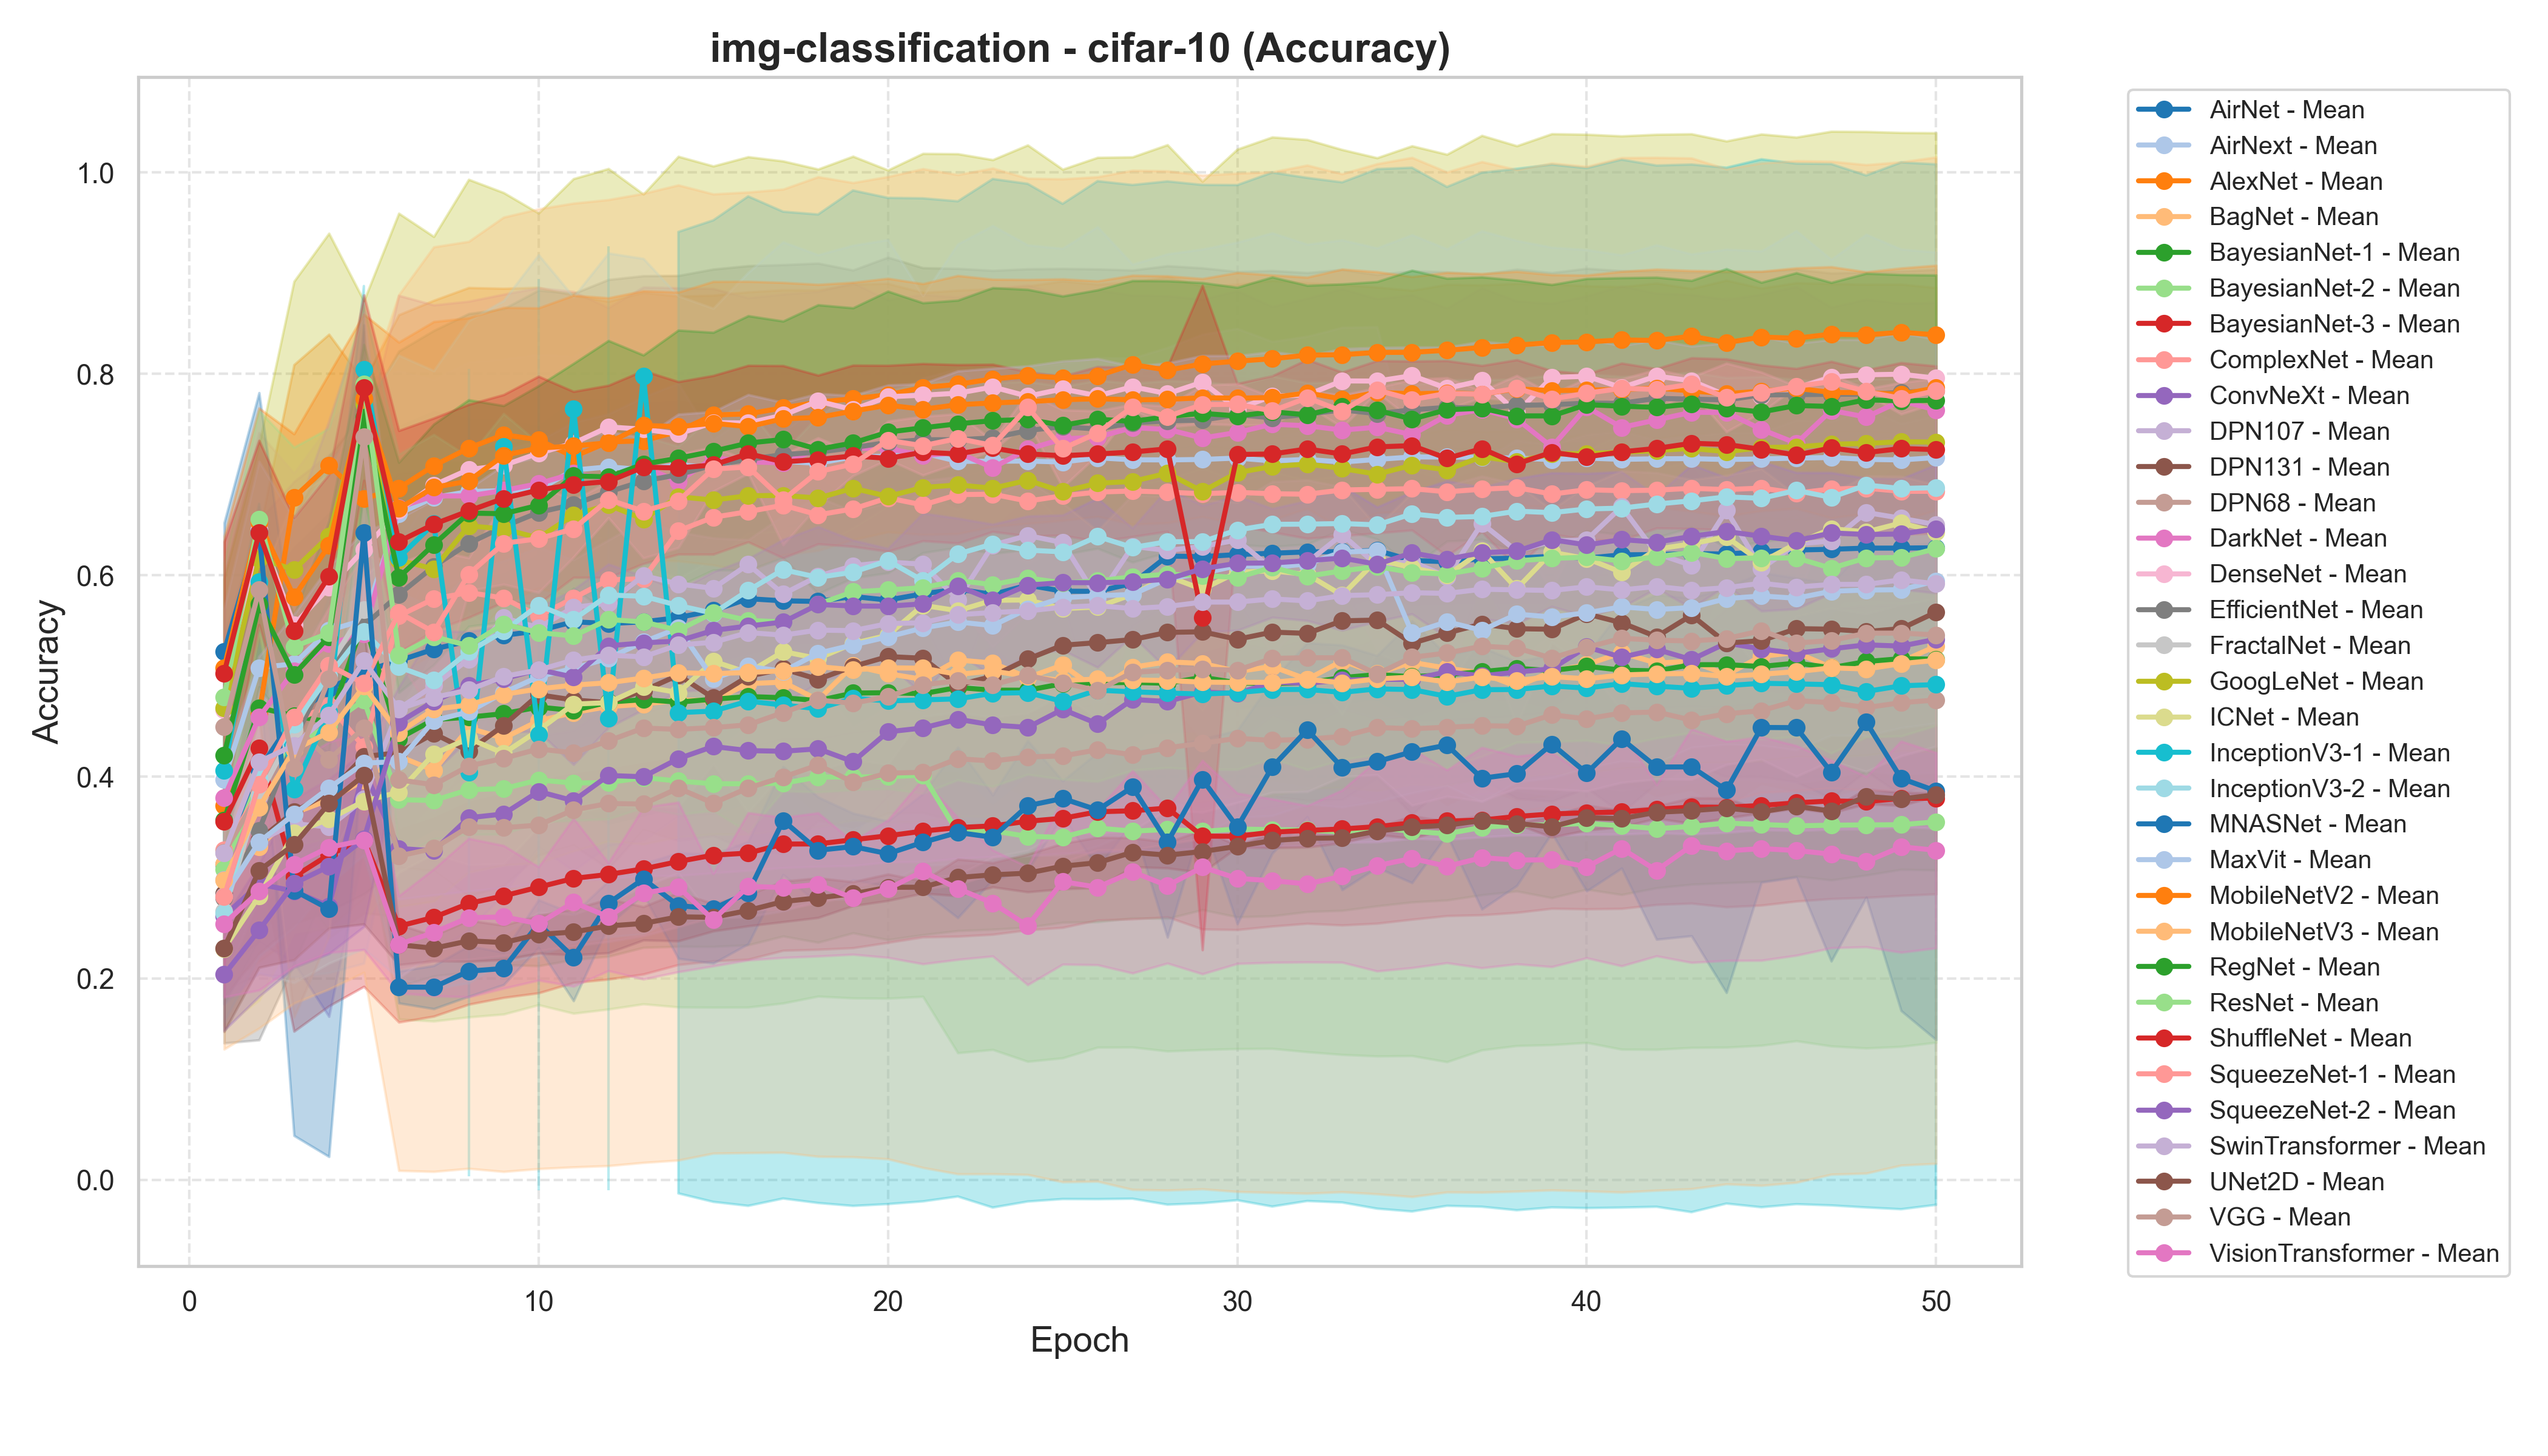 img-classification - cifar-10 (Accuracy)
Accuracy
1.0
0.8
0.6
0.4
0.2
0.0
0
10
20
30
40
50
Epoch
AirNet - Mean
AirNext - Mean
AlexNet - Mean
BagNet - Mean
BayesianNet-1 - Mean
BayesianNet-2 - Mean
BayesianNet-3 - Mean
ComplexNet - Mean
ConvNeXt - Mean
DPN107 - Mean
DPN131 - Mean
DPN68 - Mean
DarkNet - Mean
DenseNet - Mean
EfficientNet - Mean
FractalNet - Mean
GoogLeNet - Mean
ICNet - Mean
InceptionV3-1 - Mean
InceptionV3-2 - Mean
MNASNet - Mean
MaxVit - Mean
MobileNetV2 - Mean
MobileNetV3 - Mean
RegNet - Mean
ResNet - Mean
ShuffleNet - Mean
SqueezeNet-1 - Mean
SqueezeNet-2 - Mean
SwinTransformer - Mean
UNet2D - Mean
VGG - Mean
VisionTransformer - Mean